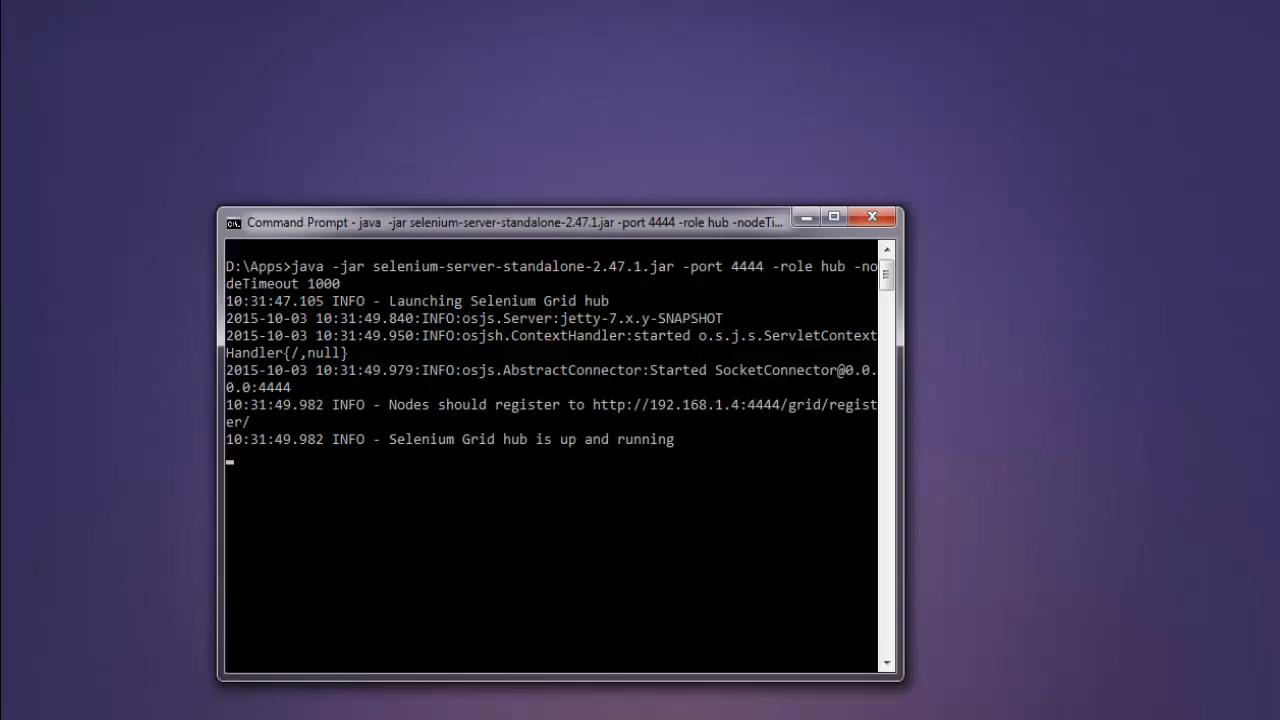 Command Prompt - java  -jar selenium-server-standalone-2.47.1.jar -port 4444 -role hub -nodeTi...
D:\Apps>java -jar selenium-server-standalone-2.47.1.jar -port 4444 -role hub -no
deTimeout 1000
10:31:47.105 INFO - Launching Selenium Grid hub
2015-10-03 10:31:49.840:INFO:osjs.Server:jetty-7.x.y-SNAPSHOT
2015-10-03 10:31:49.950:INFO:osjsh.ContextHandler:started o.s.j.s.ServletContext
Handler{/,null}
2015-10-03 10:31:49.979:INFO:osjs.AbstractConnector:Started SocketConnector@0.0.
0.0:4444
10:31:49.982 INFO - Nodes should register to http://192.168.1.4:4444/grid/regist
er/
10:31:49.982 INFO - Selenium Grid hub is up and running